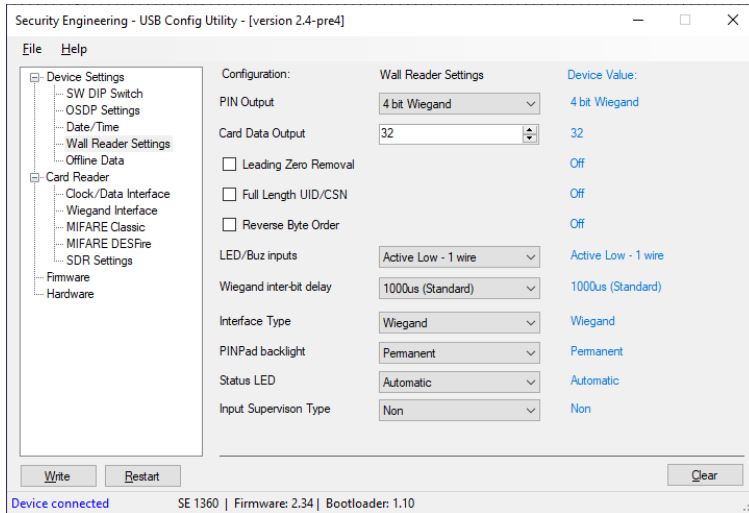 Security Engineering - USB Config Utility - [version 2.4-pre4]
File Help
Device Settings
SW DIP Switch
OSDP Settings
Date/Time
Wall Reader Settings
Offline Data
Card Reader
Clock/Data Interface
Wiegand Interface
MIFARE Classic
MIFARE DESFire
SDR Settings
Firmware
Hardware
Configuration: Wall Reader Settings Device Value:
PIN Output 4 bit Wiegand 4 bit Wiegand
Card Data Output 32 32
Leading Zero Removal Off
Full Length UID/CSN Off
Reverse Byte Order Off
LED/Buz inputs Active Low - 1 wire Active Low - 1 wire
Wiegand inter-bit delay 1000us (Standard) 1000us (Standard)
Interface Type Wiegand Wiegand
PINPad backlight Permanent Permanent
Status LED Automatic Automatic
Input Supervison Type Non Non
Write Restart Clear
Device connected SE 1360 | Firmware: 2.34 | Bootloader: 1.10